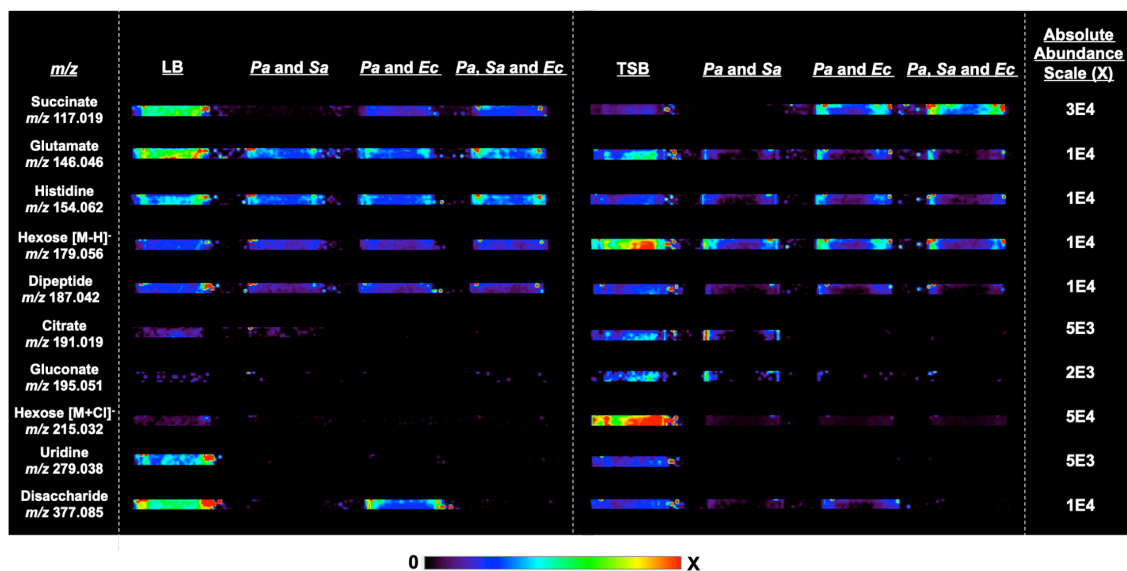 Absolute
Abundance
Scale (X)
m/z LB Pa and Sa Pa and Ec Pa, Sa and Ec TSB Pa and Sa Pa and Ec Pa, Sa and Ec
Succinate
m/z 117.019 3E4
Glutamate
m/z 146.046 1E4
Histidine
m/z 154.062 1E4
Hexose [M-H]-
m/z 179.056 1E4
Dipeptide
m/z 187.042 1E4
Citrate
m/z 191.019 5E3
Gluconate
m/z 195.051 2E3
Hexose [M+Cl]-
m/z 215.032 5E4
Uridine
m/z 279.038 5E3
Disaccharide
m/z 377.085 1E4
0 X